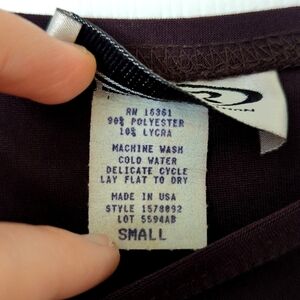 RN 16361
90% POLYESTER
10% LYCRA
MACHINE WASH
COLD WATER
DELICATE CYCLE
LAY FLAT TO DRY
MADE IN USA
STYLE 1578092
LOT 5594AB
SMALL